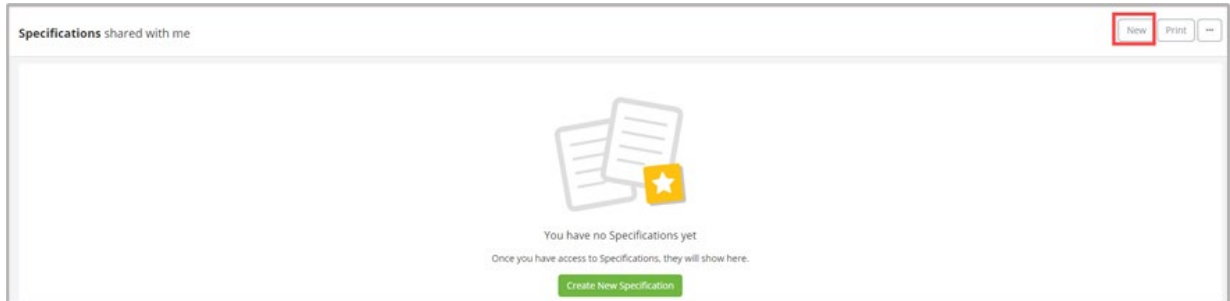 Specifications shared with me
New Print ...
You have no Specifications yet
Once you have access to Specifications, they will show here.
Create New Specification